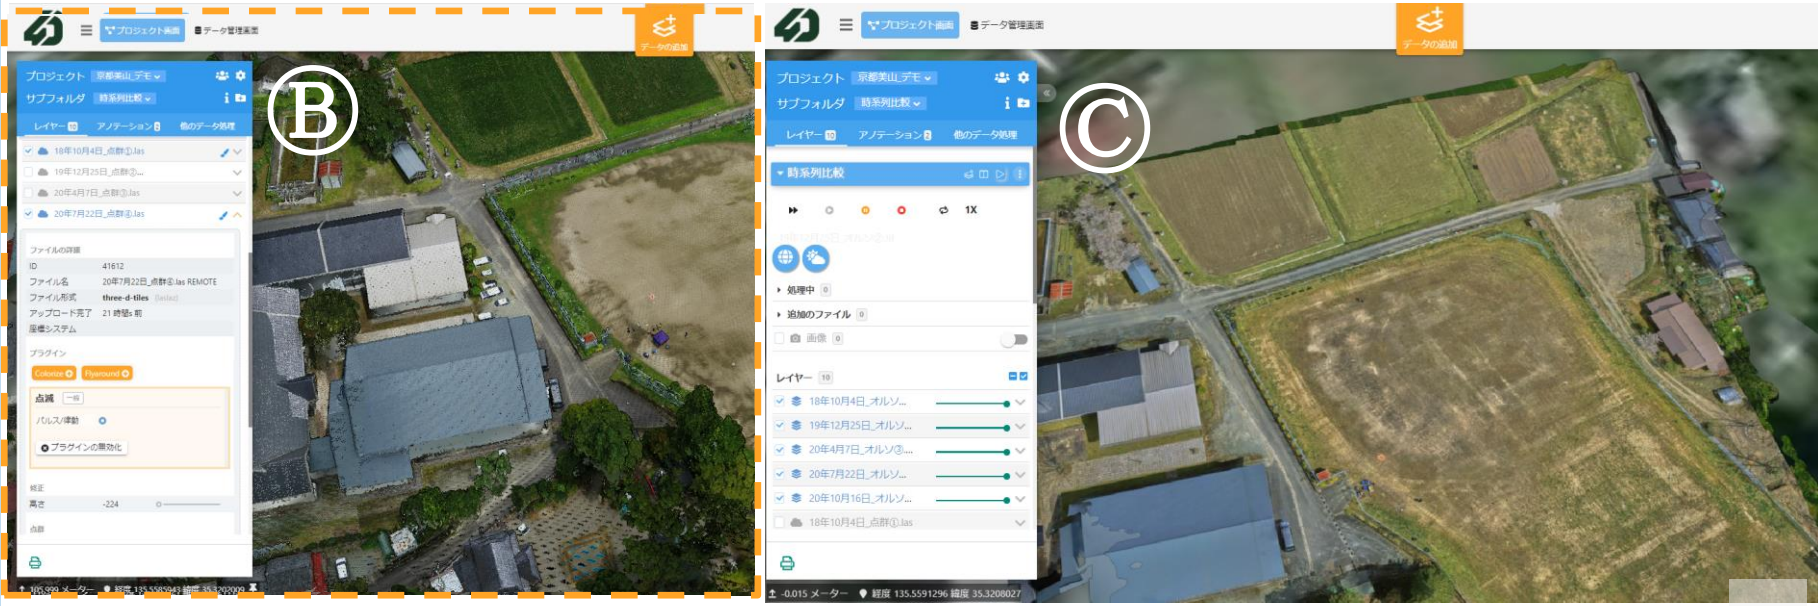 プロジェクト画面
データ管理画面
データの追加
プロジェクト 京都美山_デモ
サブフォルダ 時系列比較
レイヤー 10 アノテーション 2 他のデータ処理
18年10月4日_点群①.las
19年12月25日_点群②...
20年4月7日_点群③.las
20年7月22日_点群④.las
ファイルの詳細
ID 41612
ファイル名 20年7月22日_点群④.las REMOTE
ファイル形式 three-d-tiles (las/laz)
アップロード完了 21 時間s 前
座標システム
プラグイン
Colorize Flyaround
点滅 一般
パルス/律動
プラグインの無効化
修正
高さ -224
点群
105.999 メーター 経度 135.5585943 緯度 35.3202009
B
プロジェクト画面
データ管理画面
データの追加
プロジェクト 京都美山_デモ
サブフォルダ 時系列比較
レイヤー 10 アノテーション 2 他のデータ処理
時系列比較
1X
処理中 0
追加のファイル 0
画像 0
レイヤー 10
18年10月4日_オルソ...
19年12月25日_オルソ...
20年4月7日_オルソ③...
20年7月22日_オルソ...
20年10月16日_オルソ...
18年10月4日_点群①.las
-0.015 メーター 経度 135.5591296 緯度 35.3208027
C